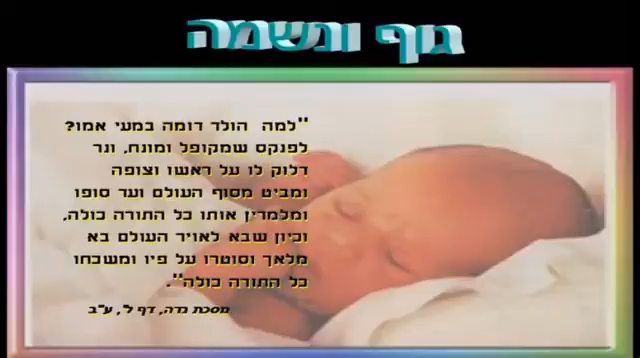 גוף ונשמה
"למה הולד דומה במעי אמו?
לפנקס שמקופל ומונח, ונר
דלוק לו על ראשו וצופה
ומביט מסוף העולם ועד סופו
ומלמדין אותו כל התורה כולה,
וכיון שבא לאויר העולם בא
מלאך וסוטרו על פיו ומשכחו
כל התורה כולה".
מסכת נדה, דף ל', ע"ב